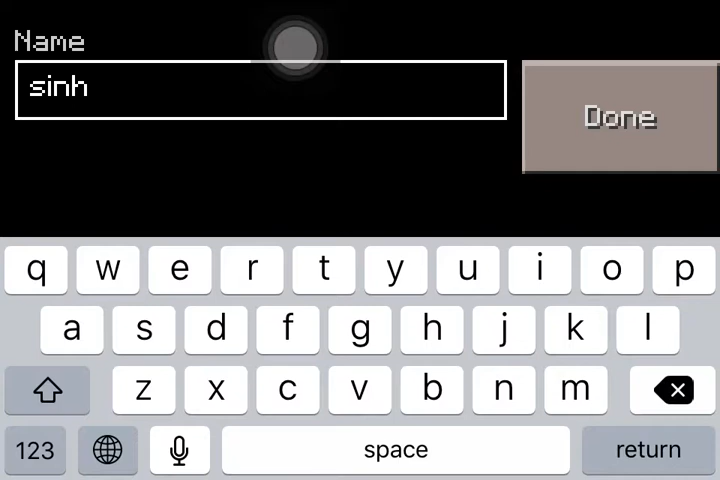 Name
sinh
Done
q w e r t y u i o p
a s d f g h j k l
z x c v b n m
123 space return